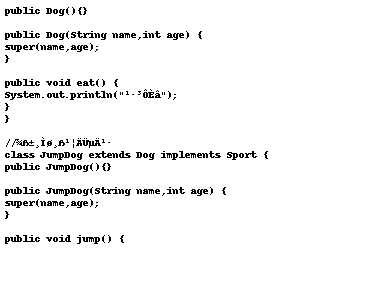 public Dog(){}
public Dog(String name,int age) {
super(name,age);
}
public void eat() {
System.out.println("¹·³ÔÈâ");
}
}
//¾ß±¸Ìø¸ß¹¦ÄÜµÄ¹·
class JumpDog extends Dog implements Sport {
public JumpDog(){}
public JumpDog(String name,int age) {
super(name,age);
}
public void jump() {